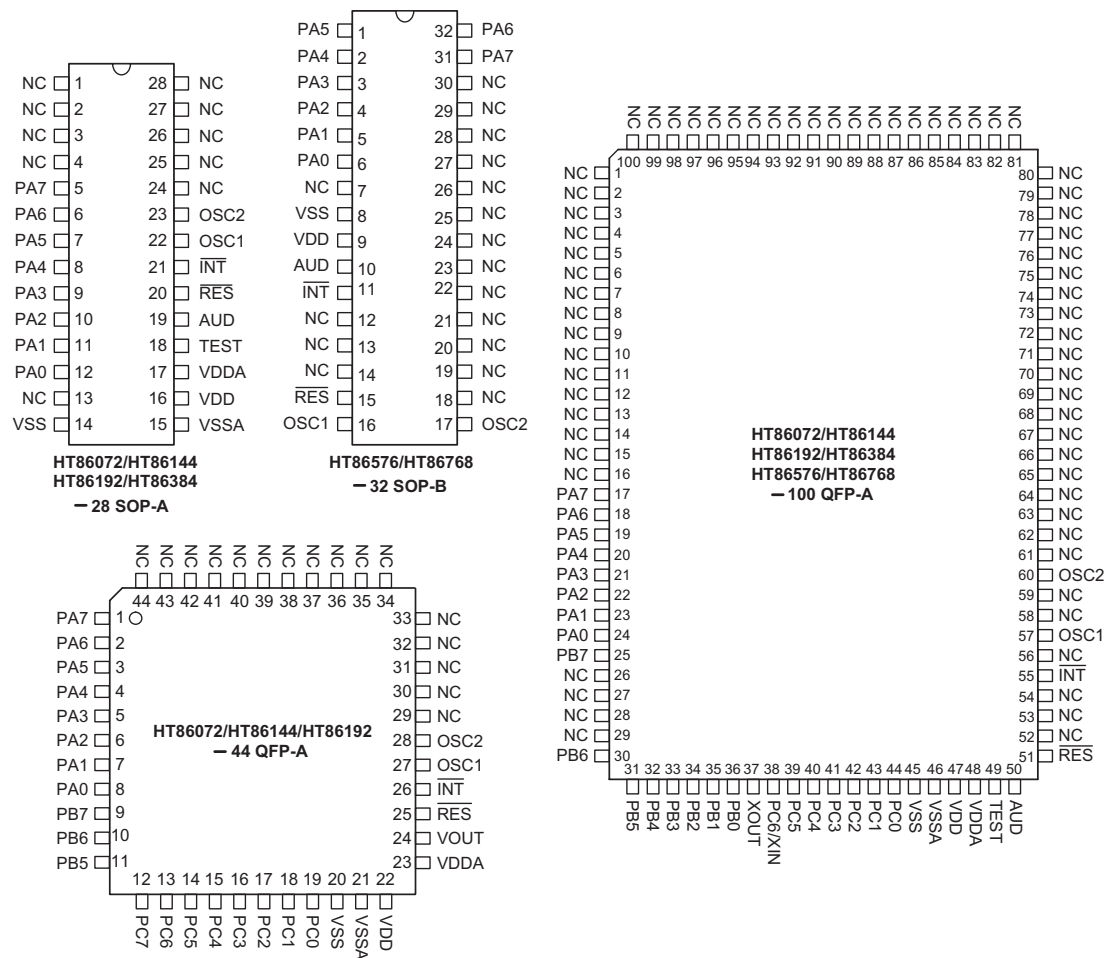 NC 1 28 NC
NC 2 27 NC
NC 3 26 NC
NC 4 25 NC
PA7 5 24 NC
PA6 6 23 OSC2
PA5 7 22 OSC1
PA4 8 21 INT
PA3 9 20 RES
PA2 10 19 AUD
PA1 11 18 TEST
PA0 12 17 VDDA
NC 13 16 VDD
VSS 14 15 VSSA
HT86072/HT86144
HT86192/HT86384
– 28 SOP-A
PA5 1 32 PA6
PA4 2 31 PA7
PA3 3 30 NC
PA2 4 29 NC
PA1 5 28 NC
PA0 6 27 NC
NC 7 26 NC
VSS 8 25 NC
VDD 9 24 NC
AUD 10 23 NC
INT 11 22 NC
NC 12 21 NC
NC 13 20 NC
NC 14 19 NC
RES 15 18 NC
OSC1 16 17 OSC2
HT86576/HT86768
– 32 SOP-B
NC NC NC NC NC NC NC NC NC NC NC
44 43 42 41 40 39 38 37 36 35 34
PA7 1 33 NC
PA6 2 32 NC
PA5 3 31 NC
PA4 4 30 NC
PA3 5 29 NC
HT86072/HT86144/HT86192
– 44 QFP-A
PA2 6 28 OSC2
PA1 7 27 OSC1
PA0 8 26 INT
PB7 9 25 RES
PB6 10 24 VOUT
PB5 11 23 VDDA
12 13 14 15 16 17 18 19 20 21 22
PC7 PC6 PC5 PC4 PC3 PC2 PC1 PC0 VSS VSSA VDD
NC NC NC NC NC NC NC NC NC NC NC NC NC NC NC NC NC NC NC NC
100 99 98 97 96 95 94 93 92 91 90 89 88 87 86 85 84 83 82 81
NC 1 80 NC
NC 2 79 NC
NC 3 78 NC
NC 4 77 NC
NC 5 76 NC
NC 6 75 NC
NC 7 74 NC
NC 8 73 NC
NC 9 72 NC
NC 10 71 NC
NC 11 70 NC
NC 12 69 NC
NC 13 68 NC
NC 14 67 NC
NC 15 66 NC
NC 16 65 NC
HT86072/HT86144
HT86192/HT86384
HT86576/HT86768
– 100 QFP-A
PA7 17 64 NC
PA6 18 63 NC
PA5 19 62 NC
PA4 20 61 NC
PA3 21 60 OSC2
PA2 22 59 NC
PA1 23 58 NC
PA0 24 57 OSC1
PB7 25 56 NC
NC 26 55 INT
NC 27 54 NC
NC 28 53 NC
NC 29 52 NC
PB6 30 51 RES
31 32 33 34 35 36 37 38 39 40 41 42 43 44 45 46 47 48 49 50
PB5 PB4 PB3 PB2 PB1 PB0 XOUT PC6/XIN PC5 PC4 PC3 PC2 PC1 PC0 VSS VSSA VDD VDDA TEST AUD